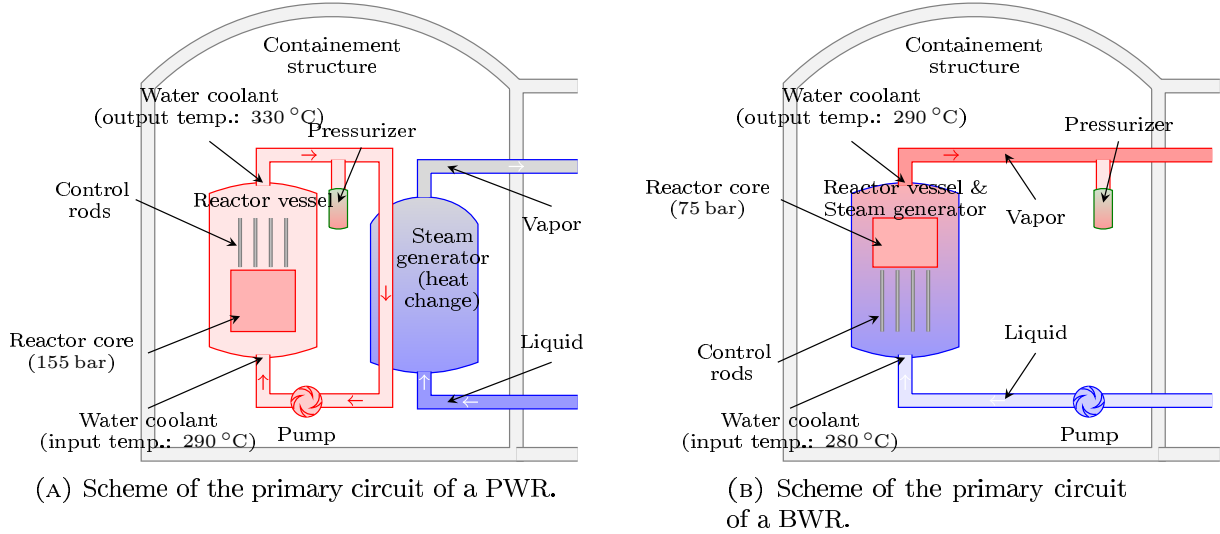 Containement
structure
Water coolant
(output temp.: 330 °C)
Pressurizer
Control
rods
Reactor vessel
Vapor
Steam
generator
(heat
change)
Reactor core
(155 bar)
Liquid
Water coolant
(input temp.: 290 °C)
Pump
(A) Scheme of the primary circuit of a PWR.
Containement
structure
Water coolant
(output temp.: 290 °C)
Pressurizer
Reactor core
(75 bar)
Reactor vessel &
Steam generator
Vapor
Control
rods
Liquid
Water coolant
(input temp.: 280 °C)
Pump
(B) Scheme of the primary circuit
of a BWR.